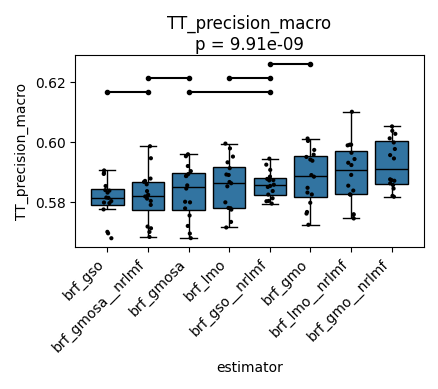 TT_precision_macro
p = 9.91e-09
TT_precision_macro
0.62
0.60
0.58
brf_gso
brf_gmosa__nrlmf
brf_gmosa
brf_lmo
brf_gso__nrlmf
brf_gmo
brf_lmo__nrlmf
brf_gmo__nrlmf
estimator